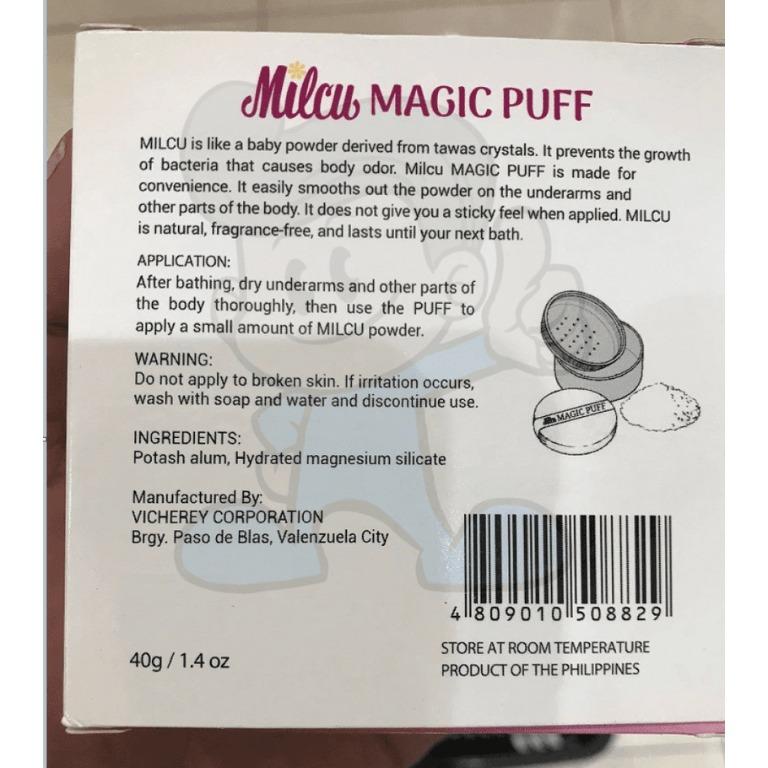 Milcu MAGIC PUFF
MILCU is like a baby powder derived from tawas crystals. It prevents the growth
of bacteria that causes body odor. Milcu MAGIC PUFF is made for
convenience. It easily smooths out the powder on the underarms and
other parts of the body. It does not give you a sticky feel when applied. MILCU
is natural, fragrance-free, and lasts until your next bath.
APPLICATION:
After bathing, dry underarms and other parts of
the body thoroughly, then use the PUFF to
apply a small amount of MILCU powder.
WARNING:
Do not apply to broken skin. If irritation occurs,
wash with soap and water and discontinue use.
Milcu MAGIC PUFF
INGREDIENTS:
Potash alum, Hydrated magnesium silicate
Manufactured By:
VICHEREY CORPORATION
Brgy. Paso de Blas, Valenzuela City
4 809010 508829
40g / 1.4 oz
STORE AT ROOM TEMPERATURE
PRODUCT OF THE PHILIPPINES